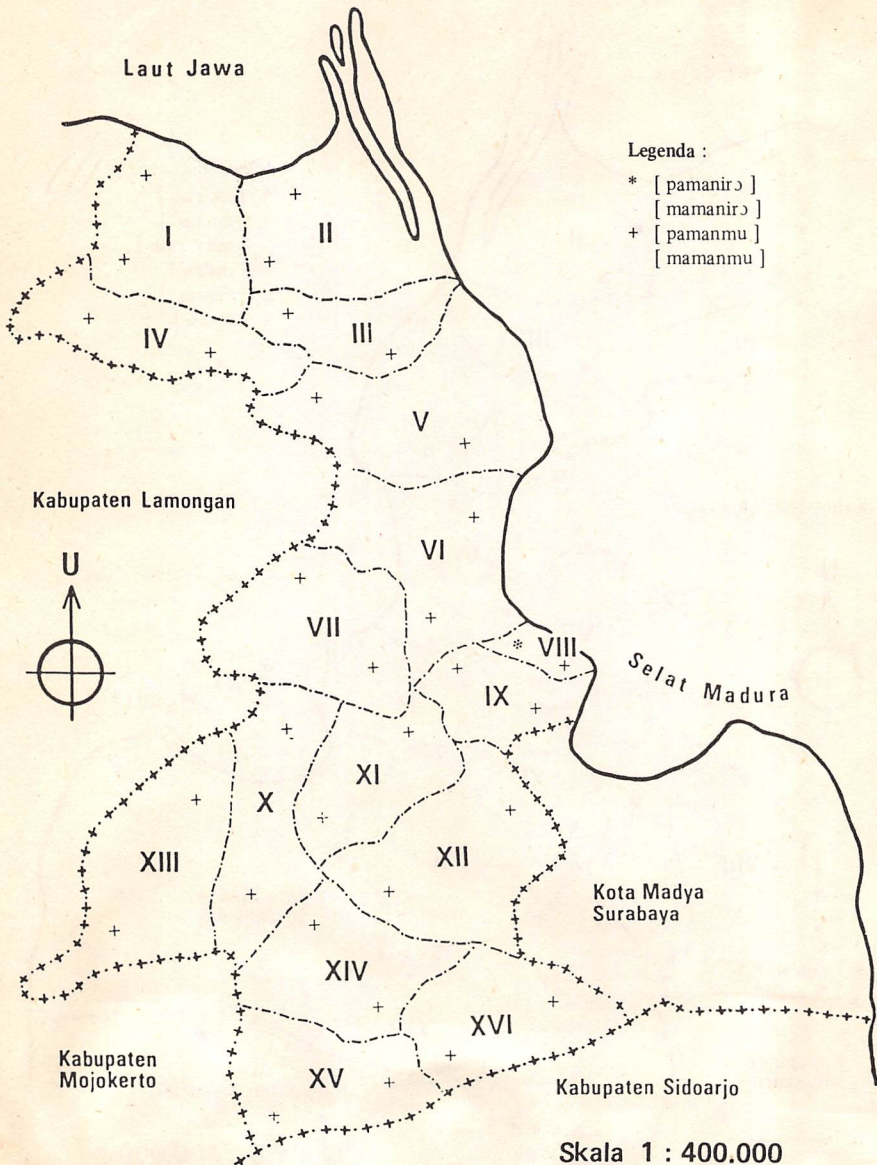 Laut Jawa
Legenda :
* [ pamanirɔ ]
[ mamanirɔ ]
+ [ pamanmu ]
[ mamanmu ]
I
II
III
IV
V
Kabupaten Lamongan
U
VI
VII
VIII
Selat Madura
IX
X
XI
XII
XIII
Kota Madya
Surabaya
XIV
XVI
Kabupaten
Mojokerto
XV
Kabupaten Sidoarjo
Skala 1 : 400.000